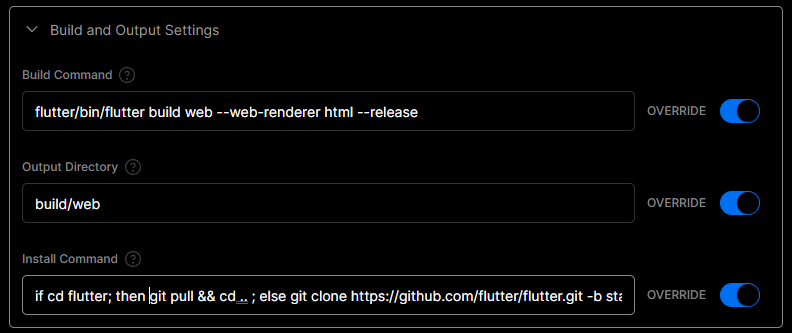 Build and Output Settings
Build Command ?
flutter/bin/flutter build web --web-renderer html --release
OVERRIDE
Output Directory ?
build/web
OVERRIDE
Install Command ?
if cd flutter; then git pull && cd .. ; else git clone https://github.com/flutter/flutter.git -b sta
OVERRIDE